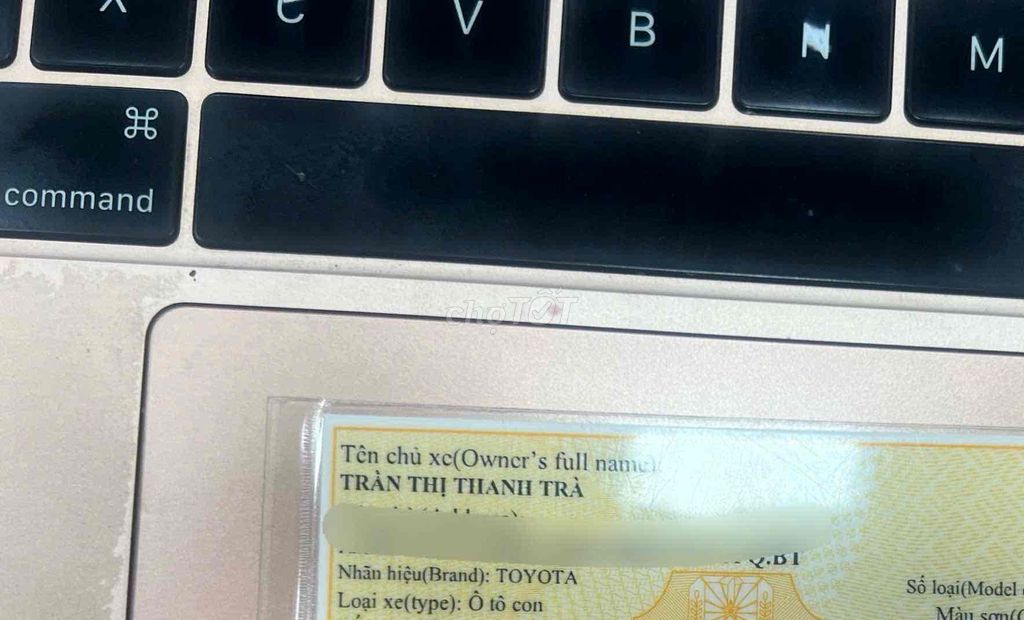 X C V B N M
⌘
command
chợTỐT
Tên chủ xe(Owner's full name):
TRẦN THỊ THANH TRÀ
Q.BT
Nhãn hiệu(Brand): TOYOTA
Số loại(Model
Loại xe(type): Ô tô con
Màu sơn(C